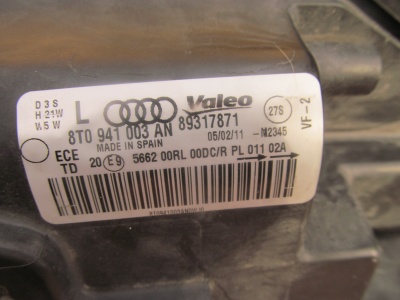 D3S
H 21W
W5W
L Valeo 27S
8T0 941 003 AN 89317871
MADE IN SPAIN 05/02/11 -M2345
VF-2
ECE 20 E9 5662 00RL 00DC/R PL 011 02A
TD